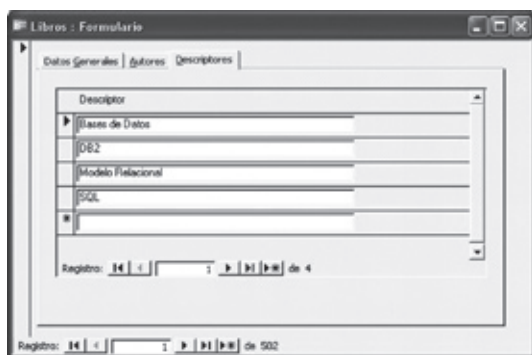 Libros : Formulario
Datos Generales Autores Descriptores
Descriptor
Bases de Datos
DB2
Modelo Relacional
SQL
Registro: 1 de 4
Registro: 1 de 502